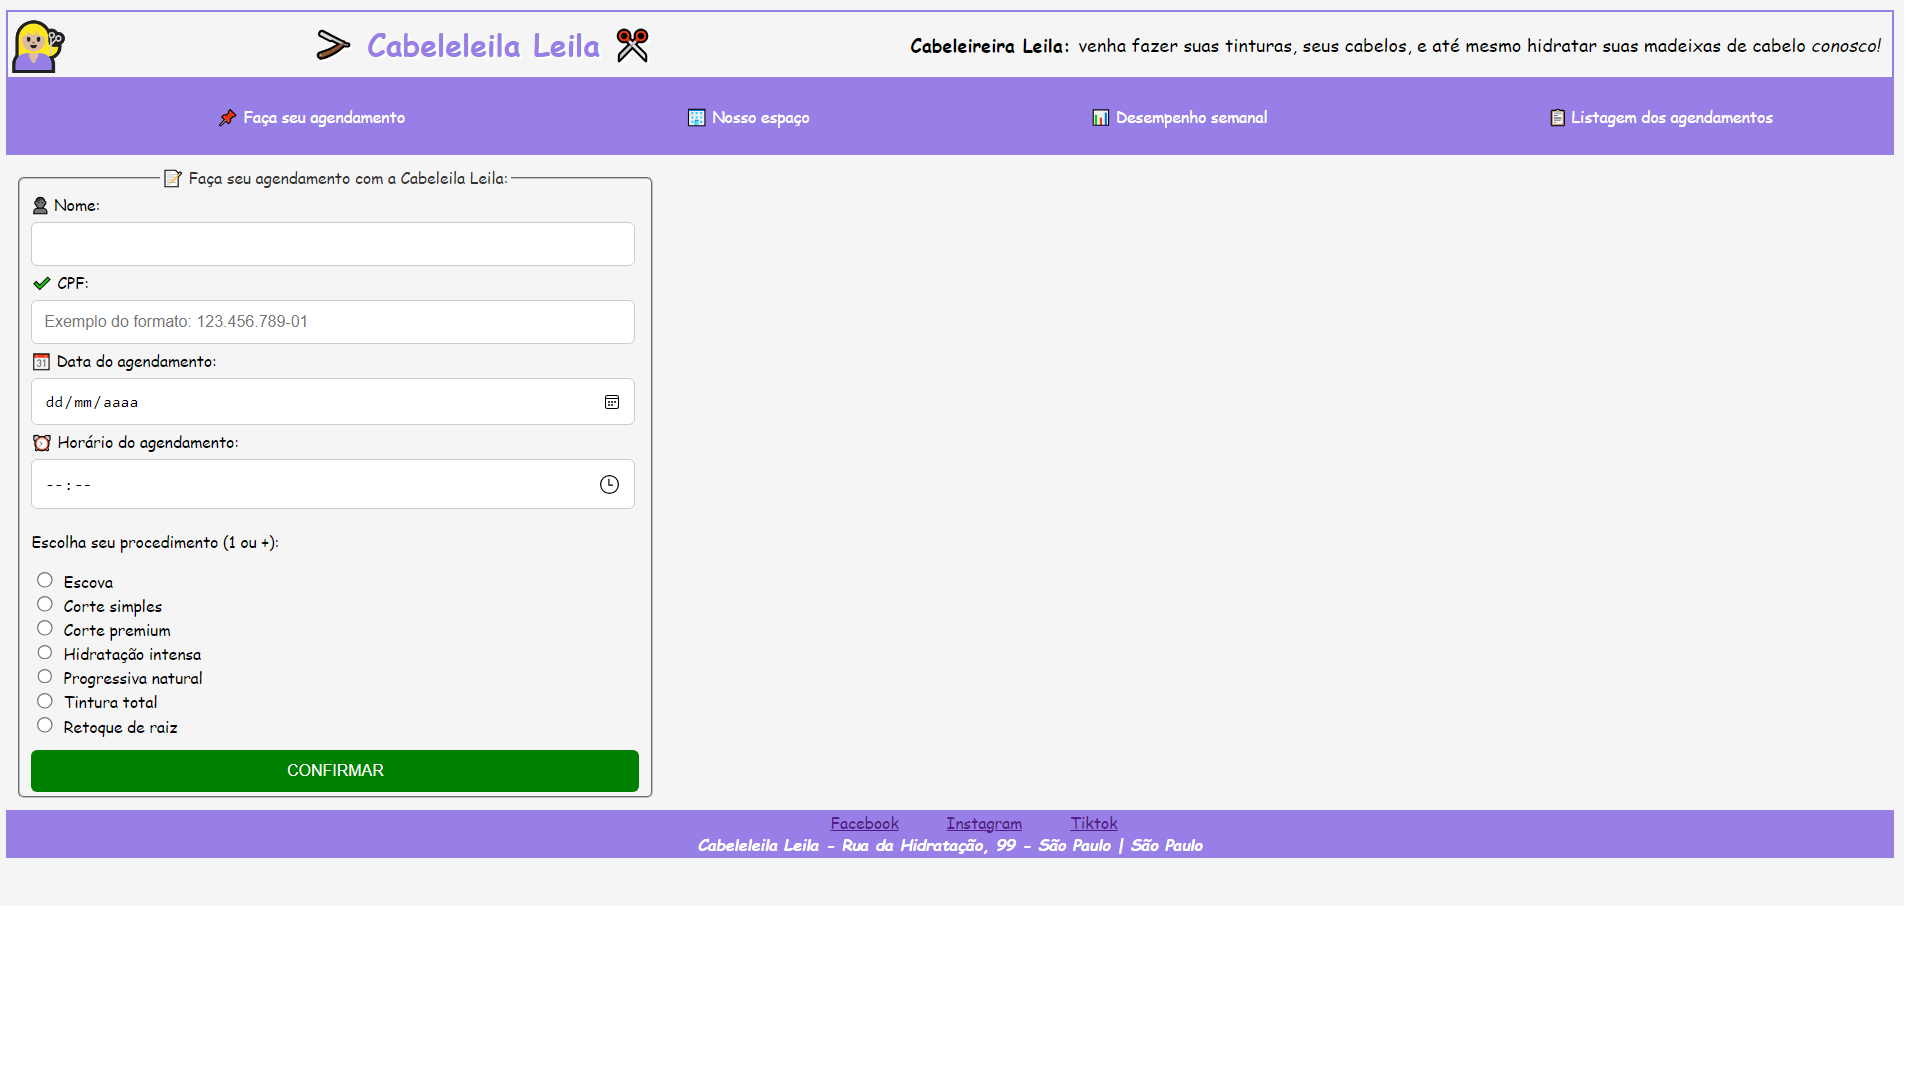 Cabeleleila Leila
Cabeleireira Leila: venha fazer suas tinturas, seus cabelos, e até mesmo hidratar suas madeixas de cabelo conosco!
Faça seu agendamento
Nosso espaço
Desempenho semanal
Listagem dos agendamentos
Faça seu agendamento com a Cabeleila Leila:
Nome:
CPF:
Exemplo do formato: 123.456.789-01
Data do agendamento:
dd/mm/aaaa
Horário do agendamento:
--:--
Escolha seu procedimento (1 ou +):
Escova
Corte simples
Corte premium
Hidratação intensa
Progressiva natural
Tintura total
Retoque de raiz
CONFIRMAR
Facebook Instagram Tiktok
Cabeleleila Leila - Rua da Hidratação, 99 - São Paulo | São Paulo